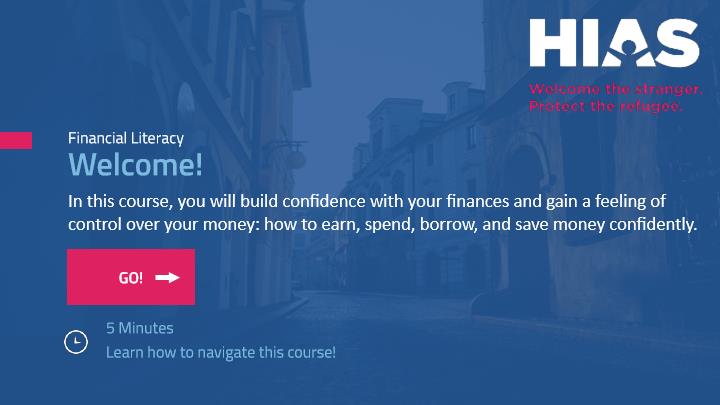 HIAS
Welcome the stranger.
Protect the refugee.
Financial Literacy
Welcome!
In this course, you will build confidence with your finances and gain a feeling of
control over your money: how to earn, spend, borrow, and save money confidently.
GO!
5 Minutes
Learn how to navigate this course!